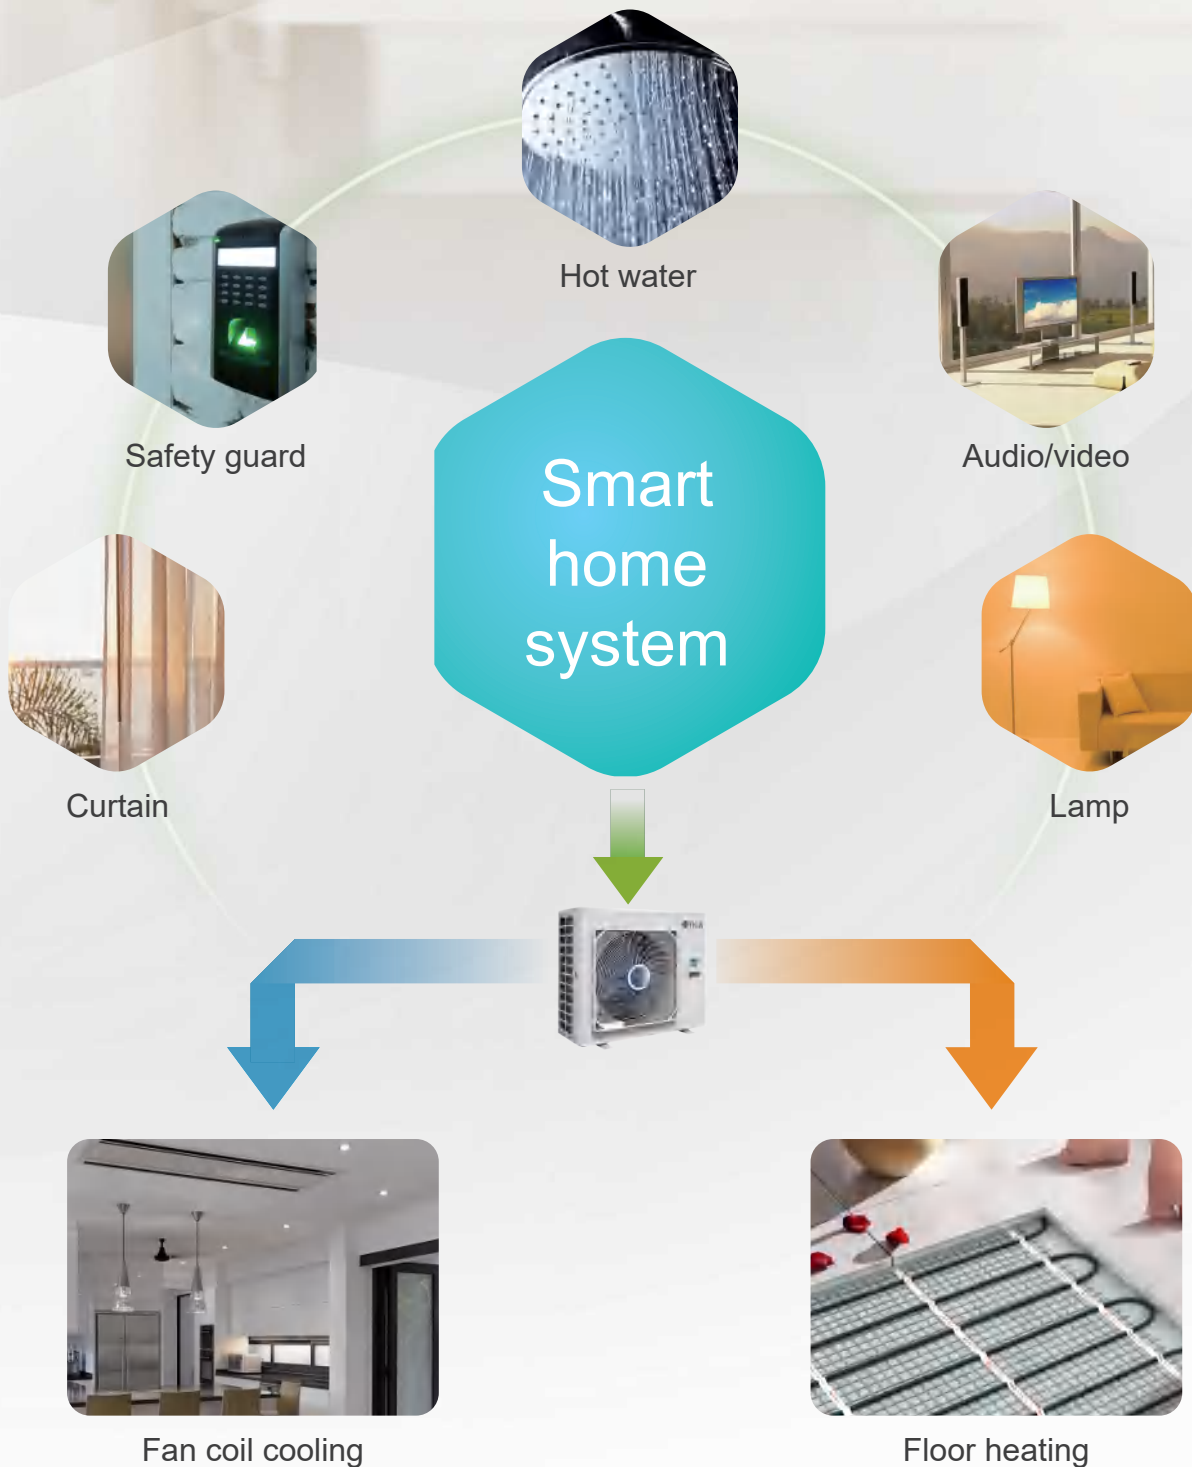 Hot water
Safety guard
Audio/video
Smart
home
system
Curtain
Lamp
Fan coil cooling
Floor heating